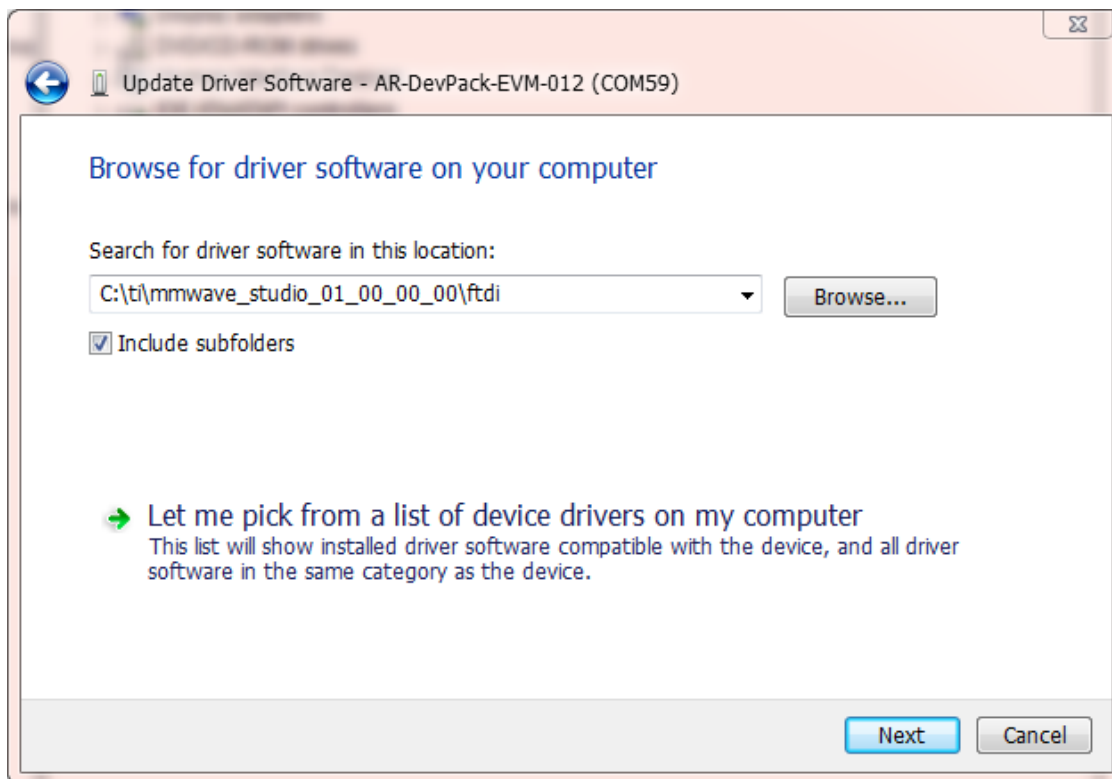 Update Driver Software - AR-DevPack-EVM-012 (COM59)
Browse for driver software on your computer
Search for driver software in this location:
C:\ti\mmwave_studio_01_00_00_00\ftdi
Browse...
Include subfolders
Let me pick from a list of device drivers on my computer
This list will show installed driver software compatible with the device, and all driver
software in the same category as the device.
Next
Cancel